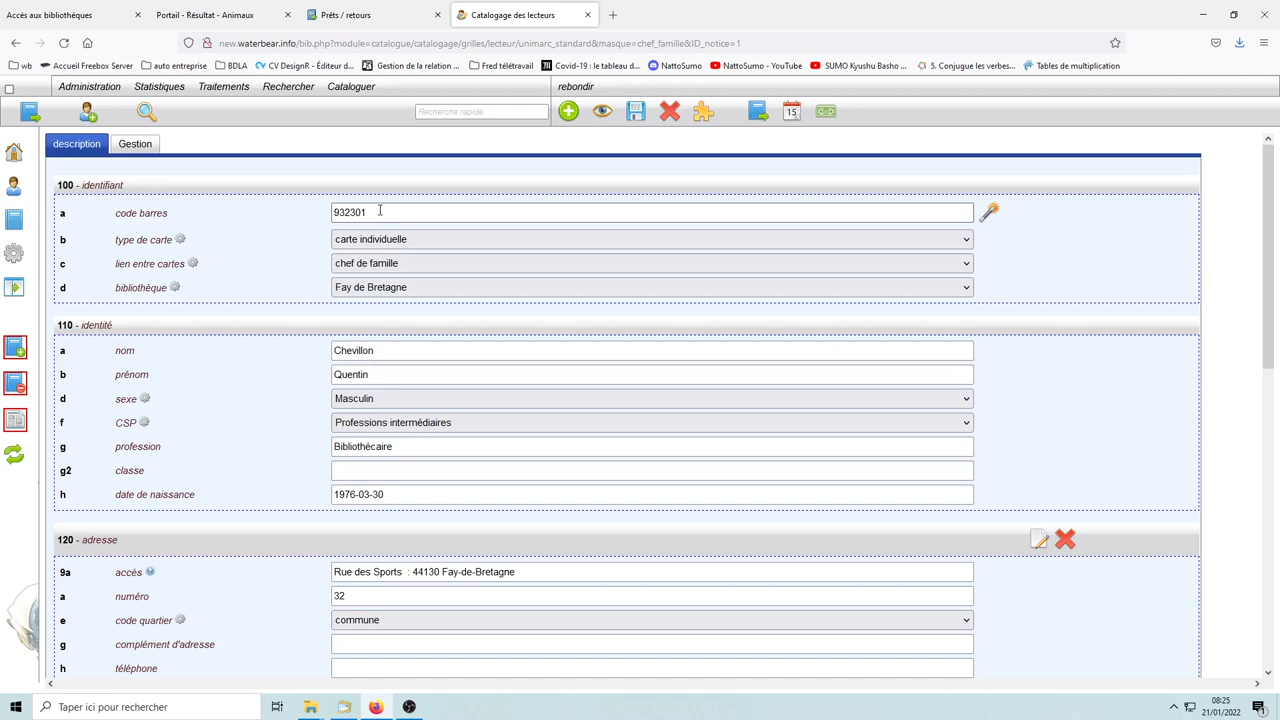 Accès aux bibliothèques
Portail - Résultat - Animaux
Prêts / retours
Catalogage des lecteurs
new.waterbear.info/bib.php?module=catalogue/catalogage/grilles/lecteur/unimarc_standard&masque=chef_famille&ID_notice=1
wb
Accueil Freebox Server
auto entreprise
BDLA
CV DesignR - Éditeur d...
Gestion de la relation ...
Fred télétravail
Covid-19 : le tableau d...
NattoSumo
NattoSumo - YouTube
SUMO Kyushu Basho ...
5. Conjugue les verbes...
Tables de multiplication
Administration
Statistiques
Traitements
Rechercher
Cataloguer
rebondir
Recherche rapide
15
description
Gestion
100 - identifiant
a code barres 932301
b type de carte carte individuelle
c lien entre cartes chef de famille
d bibliothèque Fay de Bretagne
110 - identité
a nom Chevillon
b prénom Quentin
d sexe Masculin
f CSP Professions intermédiaires
g profession Bibliothécaire
g2 classe
h date de naissance 1976-03-30
120 - adresse
9a accès Rue des Sports : 44130 Fay-de-Bretagne
a numéro 32
e code quartier commune
g complément d'adresse
h téléphone
Taper ici pour rechercher
08:25
21/01/2022